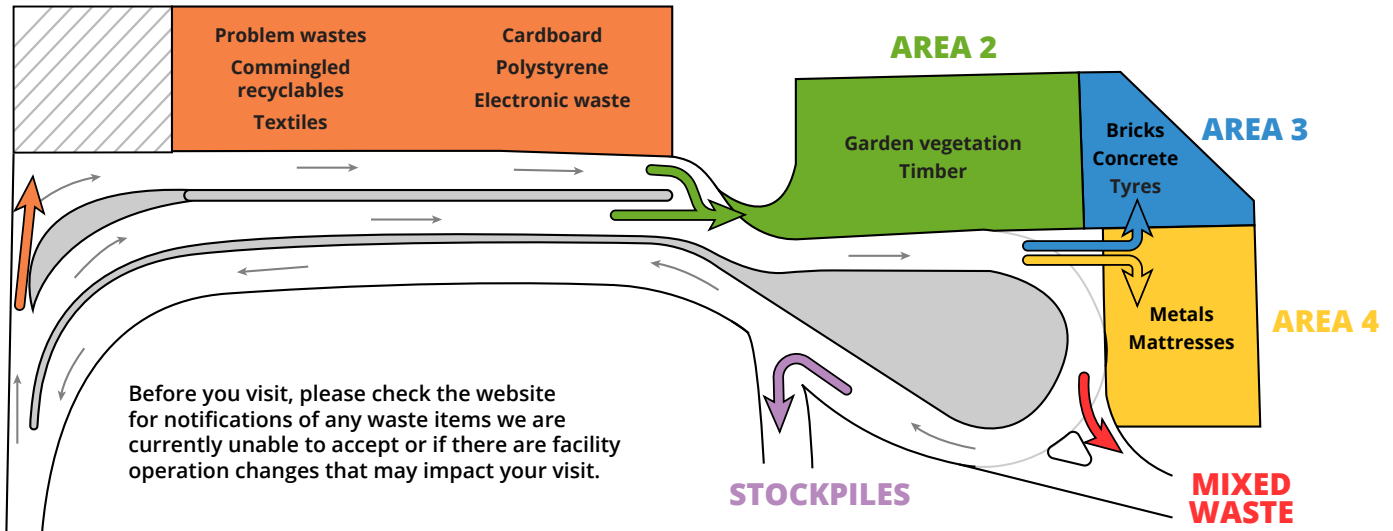 Problem wastes
Commingled
recyclables
Textiles
Cardboard
Polystyrene
Electronic waste
AREA 2
Garden vegetation
Timber
AREA 3
Bricks
Concrete
Tyres
AREA 4
Metals
Mattresses
Before you visit, please check the website
for notifications of any waste items we are
currently unable to accept or if there are facility
operation changes that may impact your visit.
STOCKPILES
MIXED
WASTE